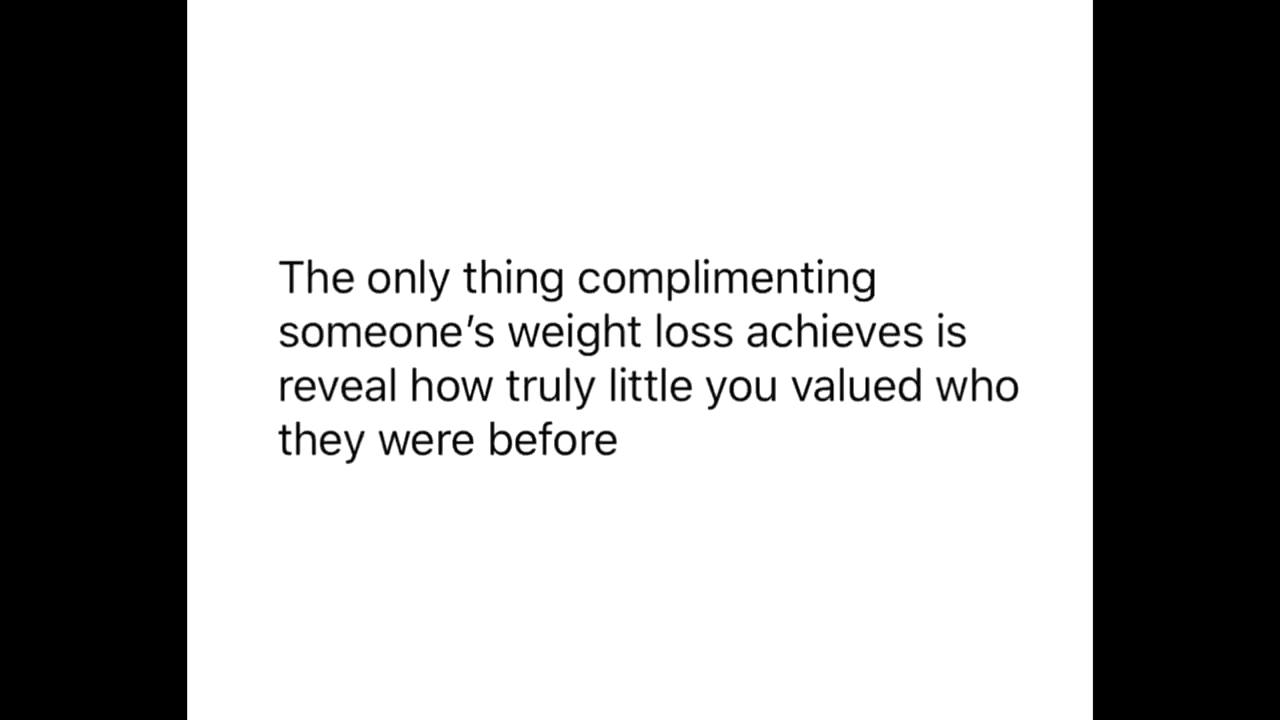 The only thing complimenting
someone’s weight loss achieves is
reveal how truly little you valued who
they were before